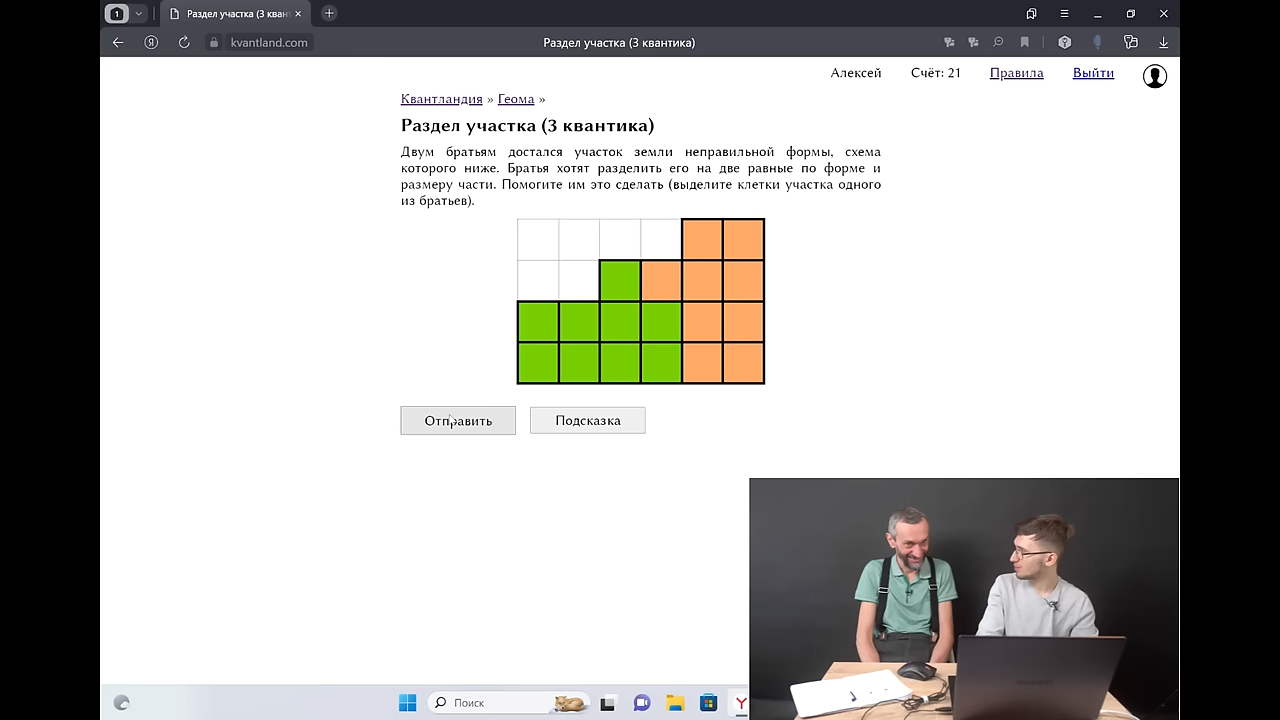 1
Раздел участка (3 кван
kvantland.com
Раздел участка (3 квантика)
Алексей Счёт: 21 Правила Выйти
Квантландия » Геома »
Раздел участка (3 квантика)
Двум братьям достался участок земли неправильной формы, схема
которого ниже. Братья хотят разделить его на две равные по форме и
размеру части. Помогите им это сделать (выделите клетки участка одного
из братьев).
Отправить Подсказка
Поиск